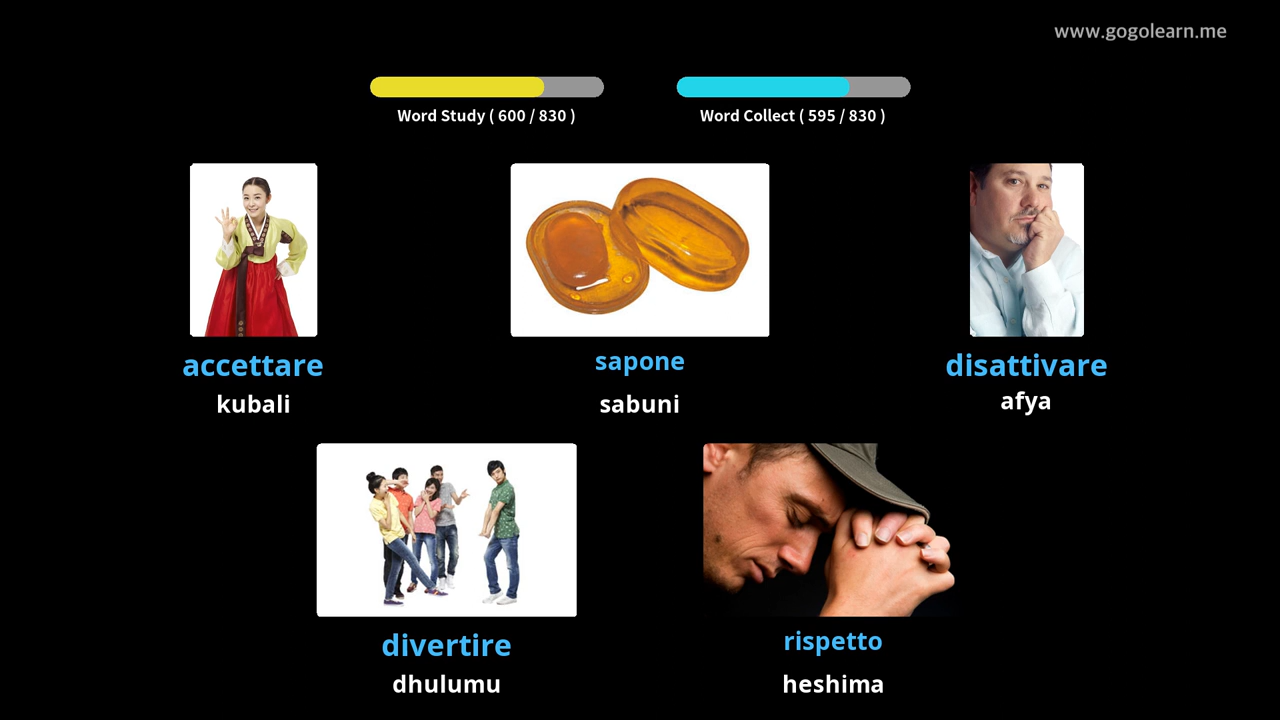 www.gogolearn.me
Word Study ( 600 / 830 )
Word Collect ( 595 / 830 )
accettare
kubali
sapone
sabuni
disattivare
afya
divertire
dhulumu
rispetto
heshima